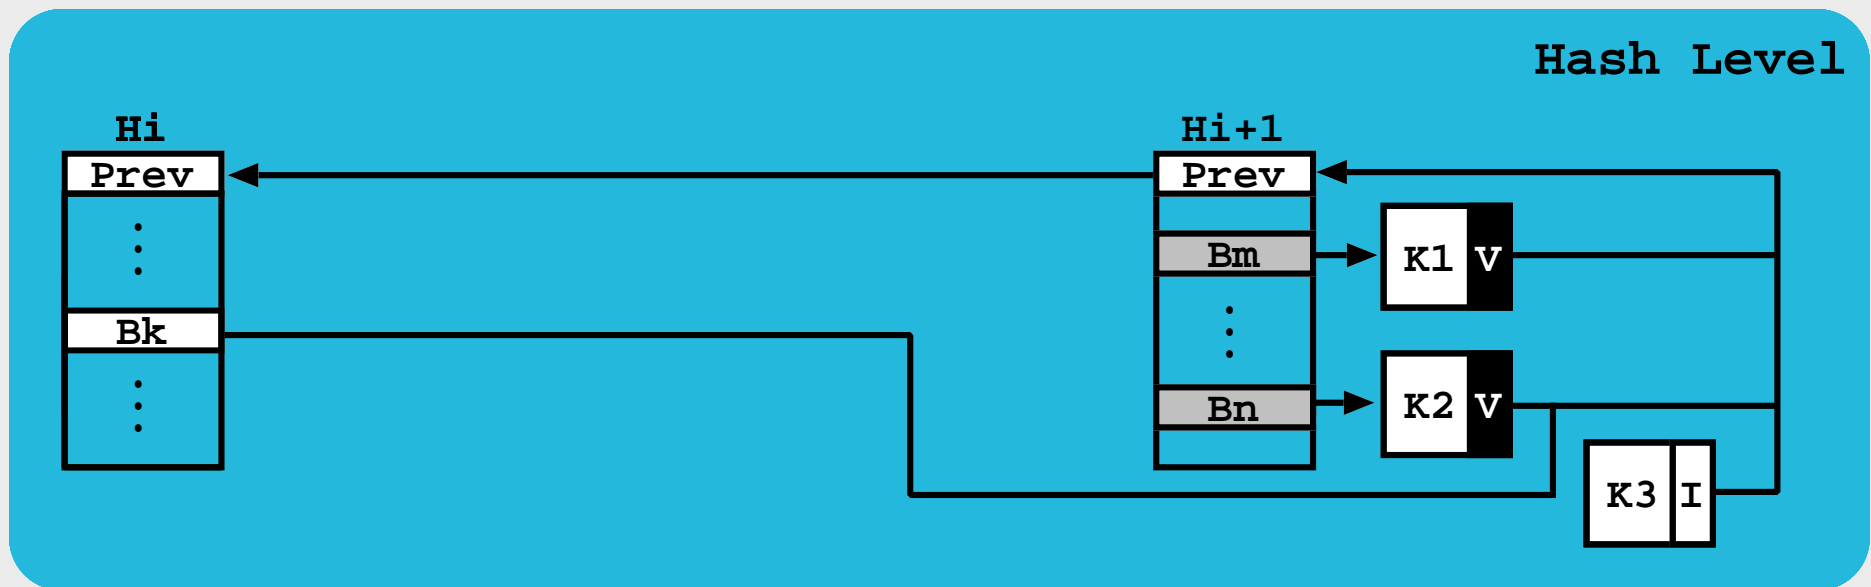 Hash Level
Hi
Hi+1
Prev
Prev
Bm
K1 V
Bk
Bn
K2 V
K3 I